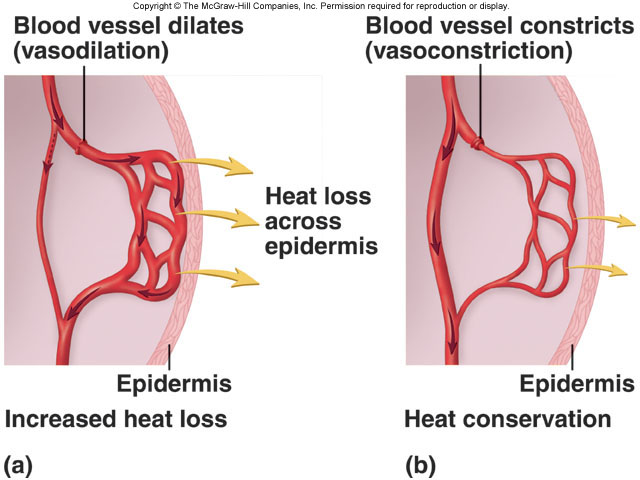 Copyright © The McGraw-Hill Companies, Inc. Permission required for reproduction or display.
Blood vessel dilates
(vasodilation)
Heat loss
across
epidermis
Epidermis
Increased heat loss
(a)
Blood vessel constricts
(vasoconstriction)
Epidermis
Heat conservation
(b)